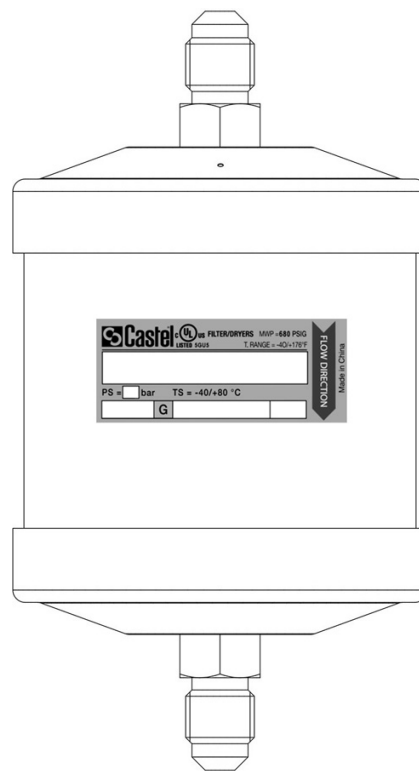 Castel c UL us FILTER/DRYERS MWP =680 PSIG
LISTED SGU5 T. RANGE = -40/+176°F
PS = bar TS = -40/+80 °C
G
FLOW DIRECTION
Made in China